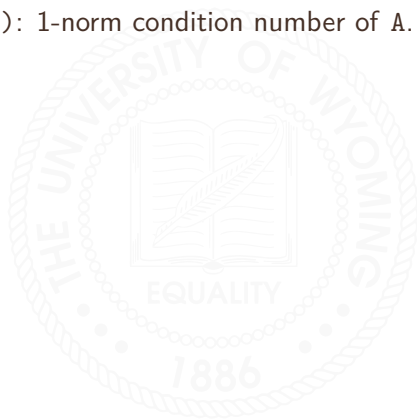 ): 1-norm condition number of A.
THE UNIVERSITY OF WYOMING
EQUALITY
1886